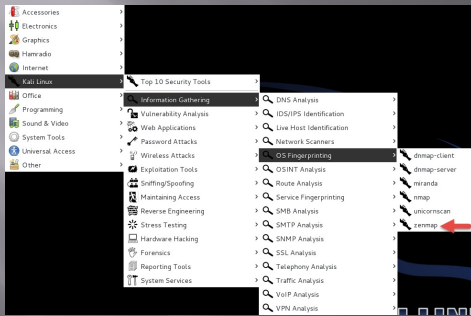 Accessories
Electronics
Graphics
Hamradio
Internet
Kali Linux
Office
Programming
Sound & Video
System Tools
Universal Access
Other
Top 10 Security Tools
Information Gathering
Vulnerability Analysis
Web Applications
Password Attacks
Wireless Attacks
Exploitation Tools
Sniffing/Spoofing
Maintaining Access
Reverse Engineering
Stress Testing
Hardware Hacking
Forensics
Reporting Tools
System Services
DNS Analysis
IDS/IPS Identification
Live Host Identification
Network Scanners
OS Fingerprinting
OSINT Analysis
Route Analysis
Service Fingerprinting
SMB Analysis
SMTP Analysis
SNMP Analysis
SSL Analysis
Telephony Analysis
Traffic Analysis
VoIP Analysis
VPN Analysis
dnmap-client
dnmap-server
miranda
nmap
unicornscan
zenmap